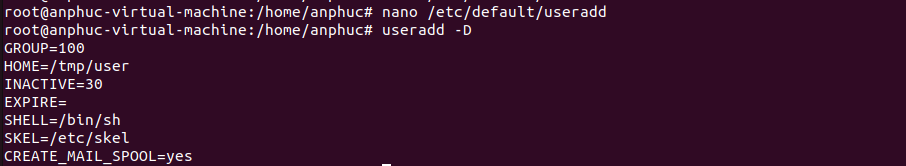 root@anphuc-virtual-machine:/home/anphuc# nano /etc/default/useradd
root@anphuc-virtual-machine:/home/anphuc# useradd -D
GROUP=100
HOME=/tmp/user
INACTIVE=30
EXPIRE=
SHELL=/bin/sh
SKEL=/etc/skel
CREATE_MAIL_SPOOL=yes